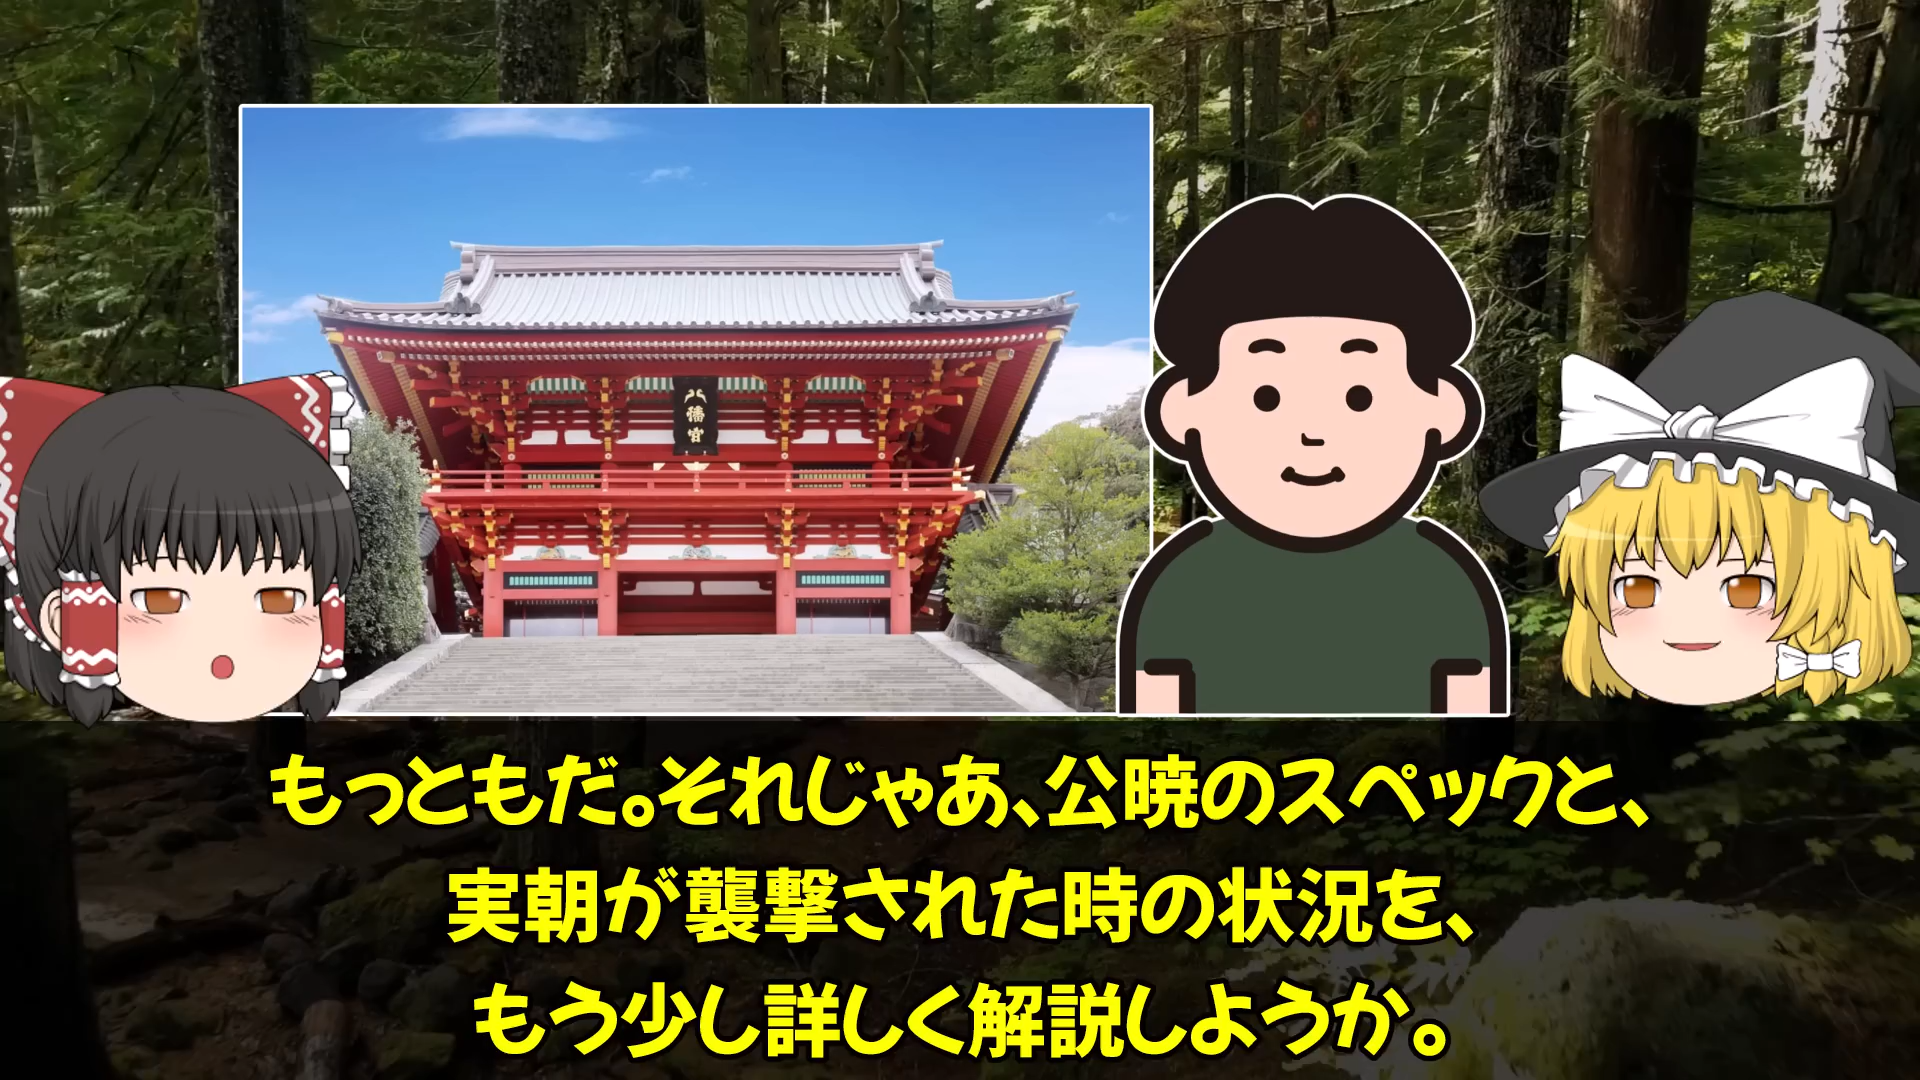 八幡宮
もっともだ。それじゃあ、公暁のスペックと、
実朝が襲撃された時の状況を、
もう少し詳しく解説しようか。